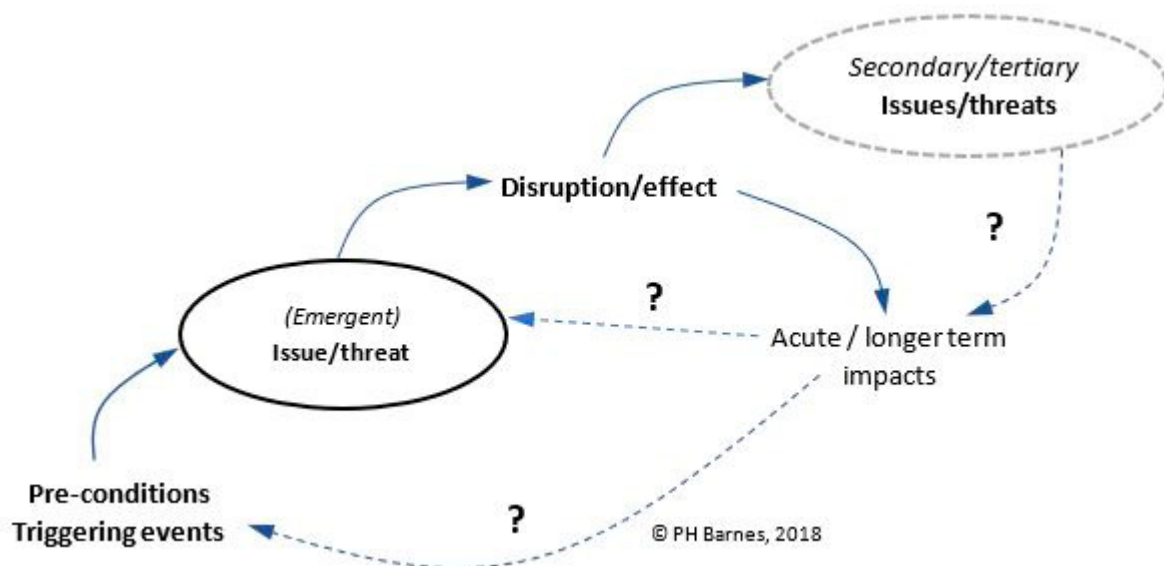 Secondary/tertiary
Issues/threats
Disruption/effect
?
?
(Emergent)
Issue/threat
Acute / longer term
impacts
Pre-conditions
Triggering events
?
© PH Barnes, 2018